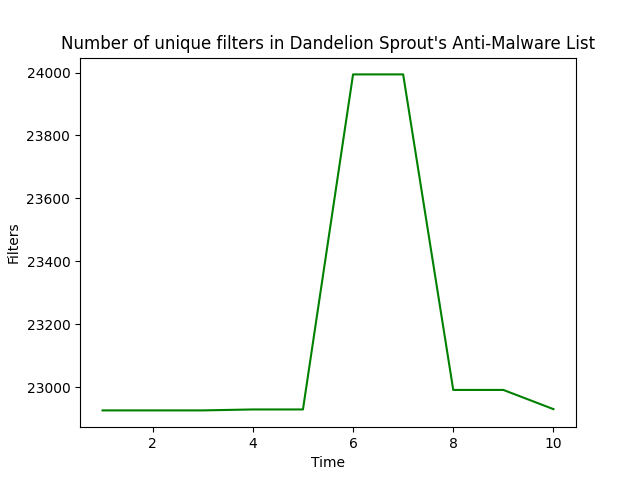 Number of unique filters in Dandelion Sprout's Anti-Malware List
24000
23800
23600
23400
23200
23000
Filters
2 4 6 8 10
Time